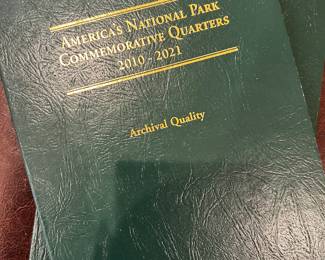 America's National Park
Commemorative Quarters
2010 - 2021
Archival Quality